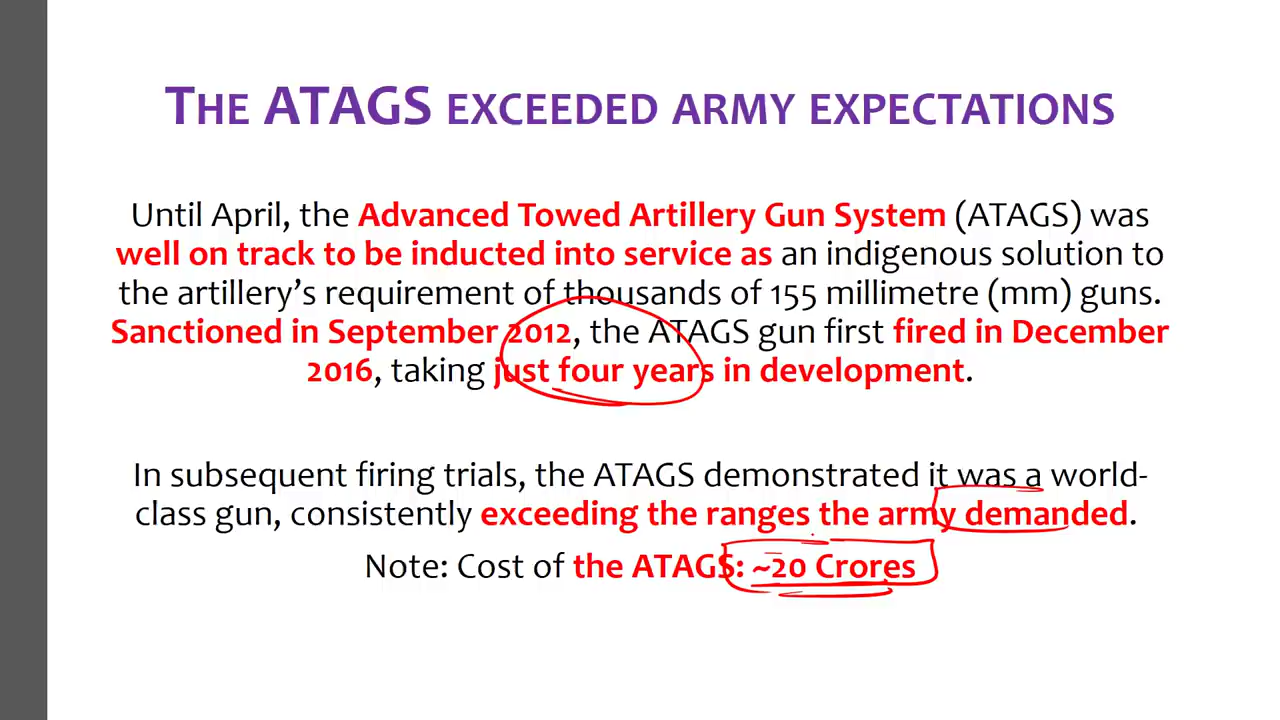 THE ATAGS EXCEEDED ARMY EXPECTATIONS
Until April, the Advanced Towed Artillery Gun System (ATAGS) was
well on track to be inducted into service as an indigenous solution to
the artillery’s requirement of thousands of 155 millimetre (mm) guns.
Sanctioned in September 2012, the ATAGS gun first fired in December
2016, taking just four years in development.
In subsequent firing trials, the ATAGS demonstrated it was a world-
class gun, consistently exceeding the ranges the army demanded.
Note: Cost of the ATAGS: ~20 Crores